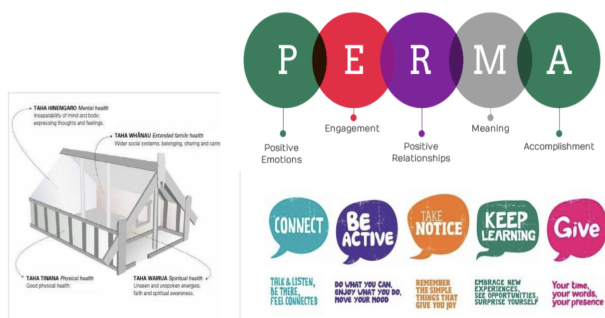 P E R M A
Positive
Emotions
Engagement
Positive
Relationships
Meaning
Accomplishment
TAHA HINENGARO Mental health
Inseparability of mind and body:
expressing thoughts and feelings.
TAHA WHĀNAU Extended family health
Wider social systems: belonging, sharing and caring
TAHA TINANA Physical health
Good physical health
TAHA WAIRUA Spiritual health
Unseen and unspoken energies:
faith and spiritual awareness.
CONNECT
TALK & LISTEN,
BE THERE,
FEEL CONNECTED
BE
ACTIVE
DO WHAT YOU CAN,
ENJOY WHAT YOU DO,
MOVE YOUR MOOD
TAKE
NOTICE
REMEMBER
THE SIMPLE
THINGS THAT
GIVE YOU JOY
KEEP
LEARNING
EMBRACE NEW
EXPERIENCES,
SEE OPPORTUNITIES,
SURPRISE YOURSELF
Give
Your time,
your words,
your presence